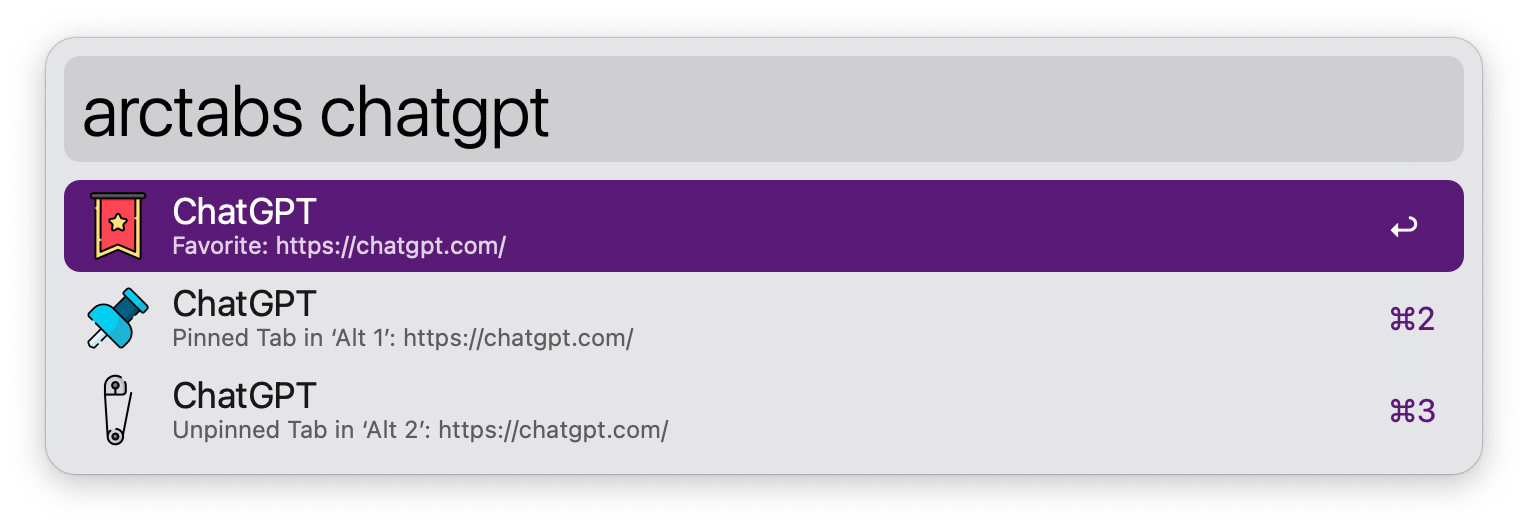 arctabs chatgpt
ChatGPT
Favorite: https://chatgpt.com/
↩
ChatGPT
Pinned Tab in ‘Alt 1’: https://chatgpt.com/
⌘2
ChatGPT
Unpinned Tab in ‘Alt 2’: https://chatgpt.com/
⌘3